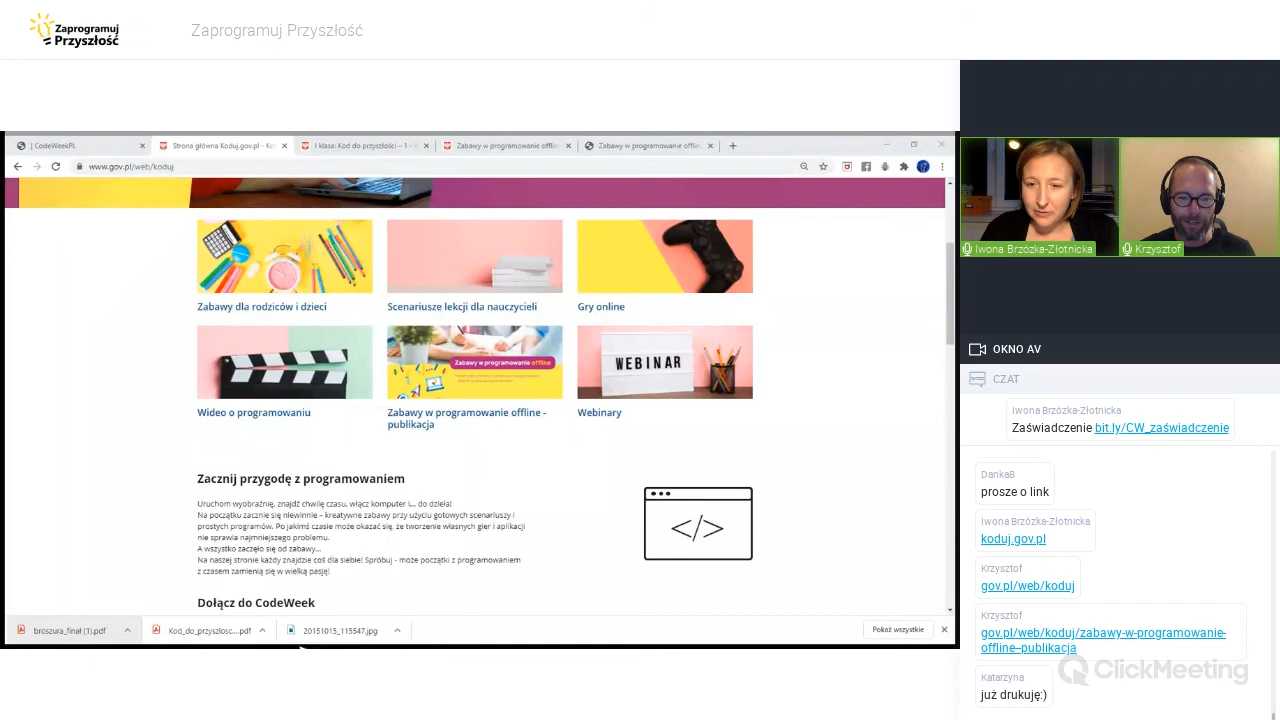 Zaprogramuj
Przyszłość
Zaprogramuj Przyszłość
| CodeWeekPL
Strona główna Koduj.gov.pl - Ko
I klasa: Kod do przyszłości – 1 -
Zabawy w programowanie offlin
Zabawy w programowanie offlin
www.gov.pl/web/koduj
Zabawy dla rodziców i dzieci
Scenariusze lekcji dla nauczycieli
Gry online
Zabawy w programowanie offline
WEBINAR
Wideo o programowaniu
Zabawy w programowanie offline -
publikacja
Webinary
Zacznij przygodę z programowaniem
Uruchom wyobraźnię, znajdź chwilę czasu, włącz komputer i... do dzieła!
Na początku zacznie się niewinnie – kreatywne zabawy przy użyciu gotowych scenariuszy i
prostych programów. Po jakimś czasie może okazać się, że tworzenie własnych gier i aplikacji
nie sprawia najmniejszego problemu.
A wszystko zaczęło się od zabawy...
Na naszej stronie każdy znajdzie coś dla siebie! Spróbuj - może początki z programowaniem
z czasem zamienią się w wielką pasję!
</>
Dołącz do CodeWeek
broszura_finał (1).pdf
Kod_do_przyszlosc....pdf
20151015_115547.jpg
Pokaż wszystkie
Iwona Brzózka-Złotnicka
Krzysztof
OKNO AV
CZAT
Iwona Brzózka-Złotnicka
Zaświadczenie bit.ly/CW_zaświadczenie
DankaB
prosze o link
Iwona Brzózka-Złotnicka
koduj.gov.pl
Krzysztof
gov.pl/web/koduj
Krzysztof
gov.pl/web/koduj/zabawy-w-programowanie-
offline--publikacja
Katarzyna
już drukuję:)
ClickMeeting